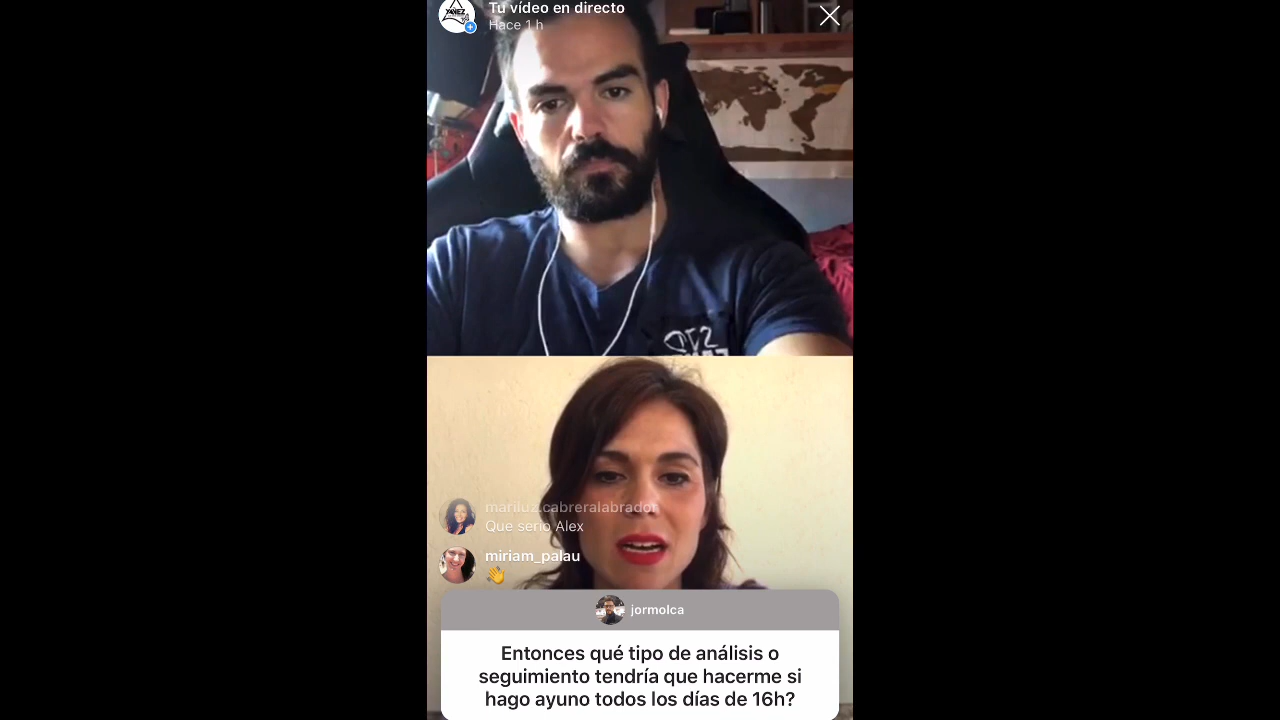 YAÑEZ
Tu vídeo en directo
Hace 1 h
mariluz.cabreralabrador
Que serio Alex
miriam_palau
👋
jormolca
Entonces qué tipo de análisis o
seguimiento tendría que hacerme si
hago ayuno todos los días de 16h?